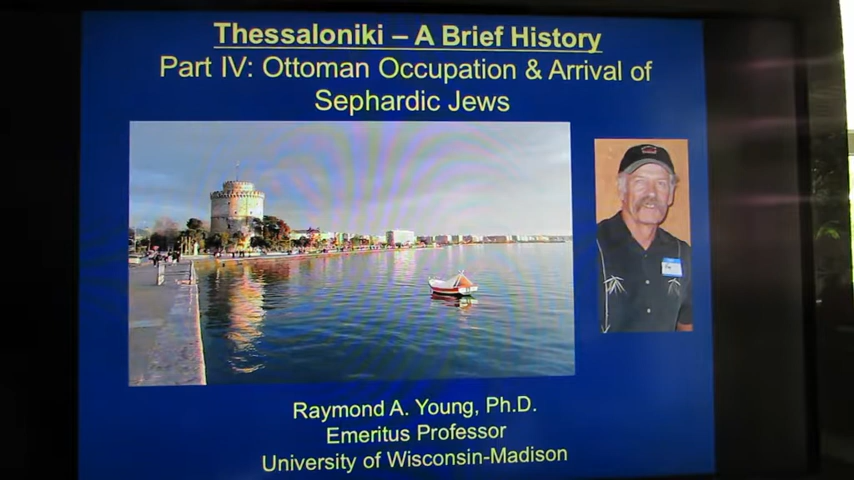 Thessaloniki – A Brief History
Part IV: Ottoman Occupation & Arrival of
Sephardic Jews
Raymond A. Young, Ph.D.
Emeritus Professor
University of Wisconsin-Madison